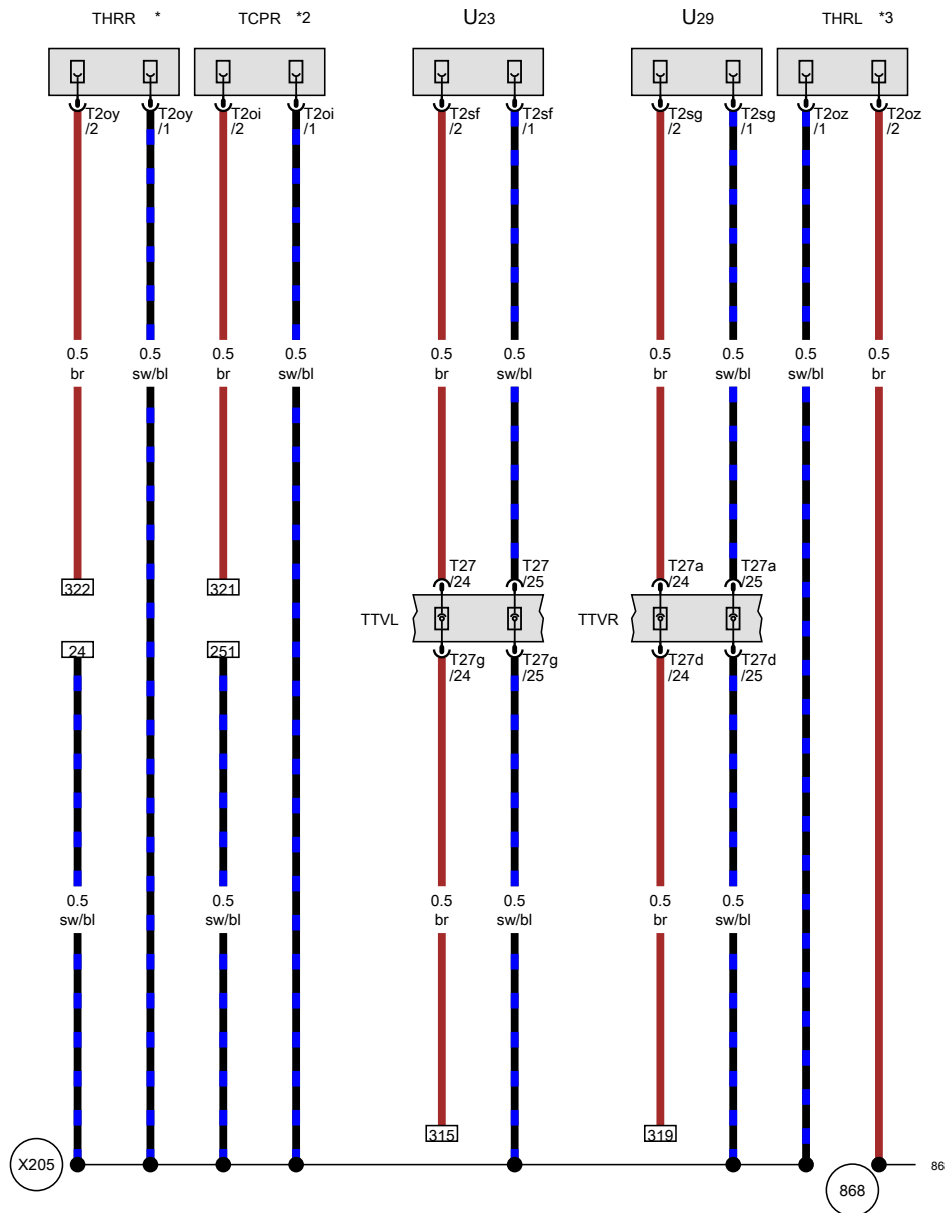 THRR * TCPR *2 U23 U29 THRL *3
T2oy /2 T2oy /1 T2oi /2 T2oi /1 T2sf /2 T2sf /1 T2sg /2 T2sg /1 T2oz /1 T2oz /2
0.5 0.5 0.5 0.5 0.5 0.5 0.5 0.5 0.5 0.5
br sw/bl br sw/bl br sw/bl br sw/bl sw/bl br
T27 /24 T27 /25 T27a /24 T27a /25
322 321
TTVL TTVR
24 251
T27g /24 T27g /25 T27d /24 T27d /25
0.5 0.5 0.5 0.5 0.5 0.5
sw/bl sw/bl br sw/bl br sw/bl
315 319
X205
868